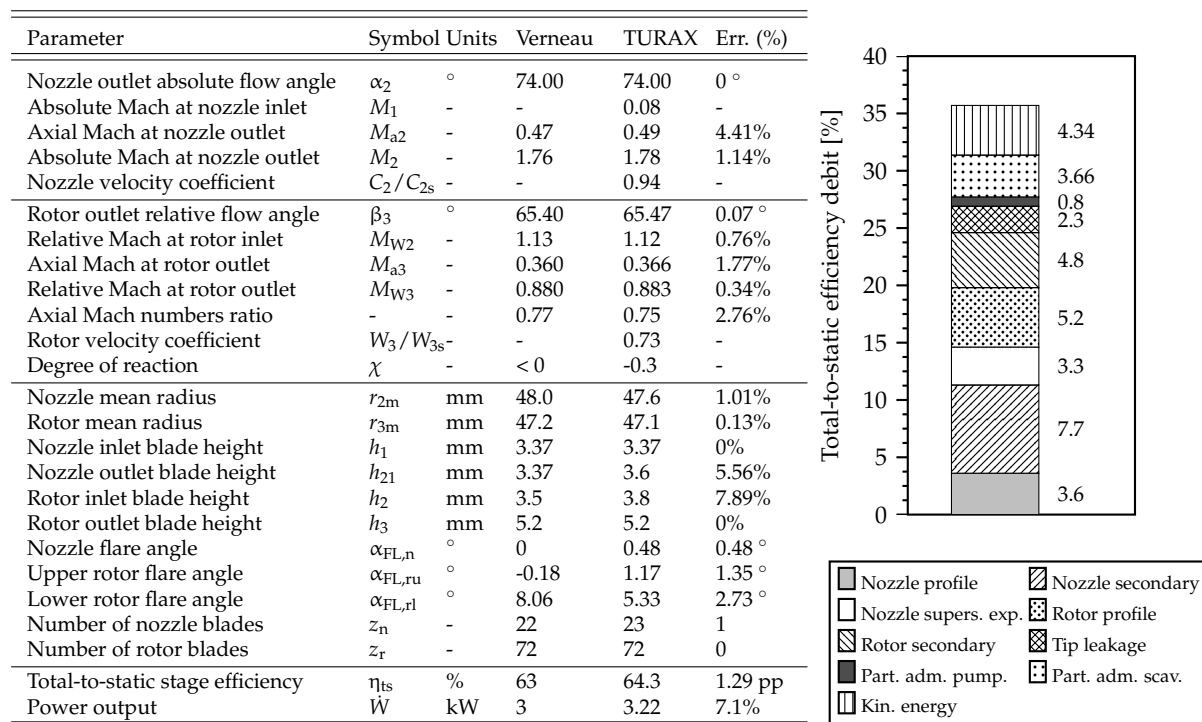 Parameter Symbol Units Verneau TURAX Err. (%)
Nozzle outlet absolute flow angle α2 ° 74.00 74.00 0 °
Absolute Mach at nozzle inlet M1 - - 0.08 -
Axial Mach at nozzle outlet Ma2 - 0.47 0.49 4.41%
Absolute Mach at nozzle outlet M2 - 1.76 1.78 1.14%
Nozzle velocity coefficient C2/C2s - - 0.94 -
Rotor outlet relative flow angle β3 ° 65.40 65.47 0.07 °
Relative Mach at rotor inlet MW2 - 1.13 1.12 0.76%
Axial Mach at rotor outlet Ma3 - 0.360 0.366 1.77%
Relative Mach at rotor outlet MW3 - 0.880 0.883 0.34%
Axial Mach numbers ratio - - 0.77 0.75 2.76%
Rotor velocity coefficient W3/W3s - - 0.73 -
Degree of reaction χ - < 0 -0.3 -
Nozzle mean radius r2m mm 48.0 47.6 1.01%
Rotor mean radius r3m mm 47.2 47.1 0.13%
Nozzle inlet blade height h1 mm 3.37 3.37 0%
Nozzle outlet blade height h21 mm 3.37 3.6 5.56%
Rotor inlet blade height h2 mm 3.5 3.8 7.89%
Rotor outlet blade height h3 mm 5.2 5.2 0%
Nozzle flare angle αFL,n ° 0 0.48 0.48 °
Upper rotor flare angle αFL,ru ° -0.18 1.17 1.35 °
Lower rotor flare angle αFL,rl ° 8.06 5.33 2.73 °
Number of nozzle blades zn - 22 23 1
Number of rotor blades zr - 72 72 0
Total-to-static stage efficiency ηts % 63 64.3 1.29 pp
Power output Ẇ kW 3 3.22 7.1%
Total-to-static efficiency debit [%]
40
35
30
25
20
15
10
5
0
4.34
3.66
0.8
2.3
4.8
5.2
3.3
7.7
3.6
Nozzle profile Nozzle secondary
Nozzle supers. exp. Rotor profile
Rotor secondary Tip leakage
Part. adm. pump. Part. adm. scav.
Kin. energy